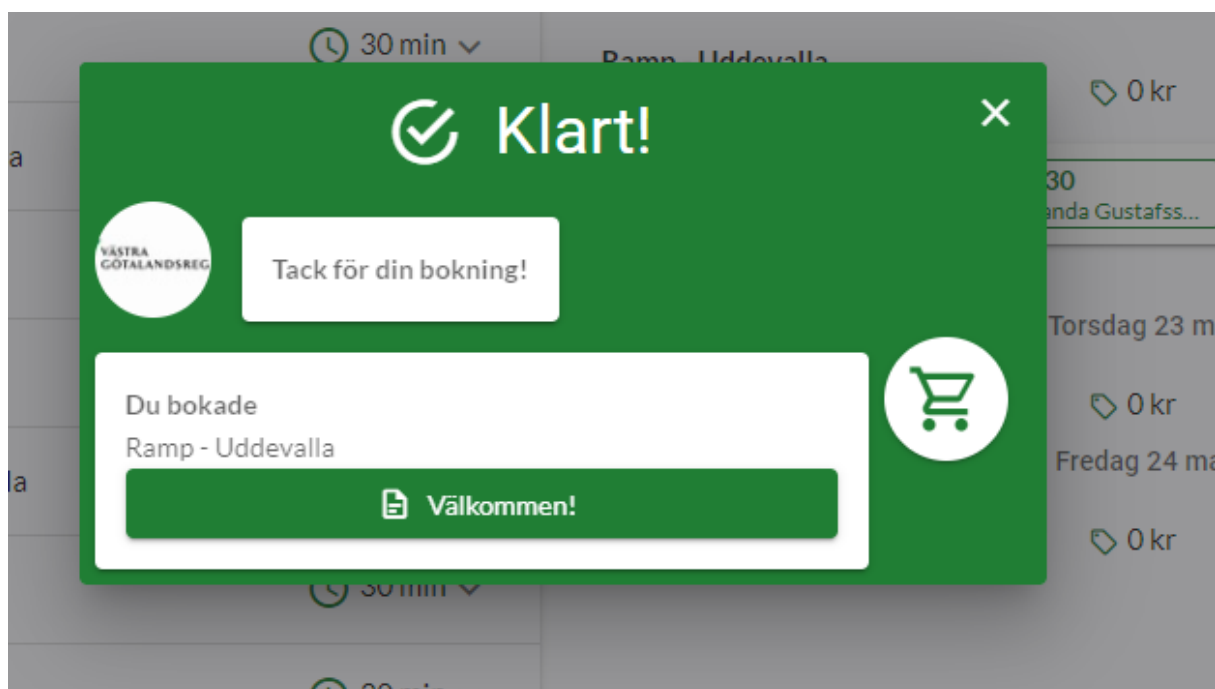 30 min
Ramp - Uddevalla
0 kr
Klart!
a
30
anda Gustafss...
VÄSTRA
GÖTALANDSREG
Tack för din bokning!
Torsdag 23 m
Du bokade
0 kr
Ramp - Uddevalla
Fredag 24 ma
la
Välkommen!
0 kr
30 min